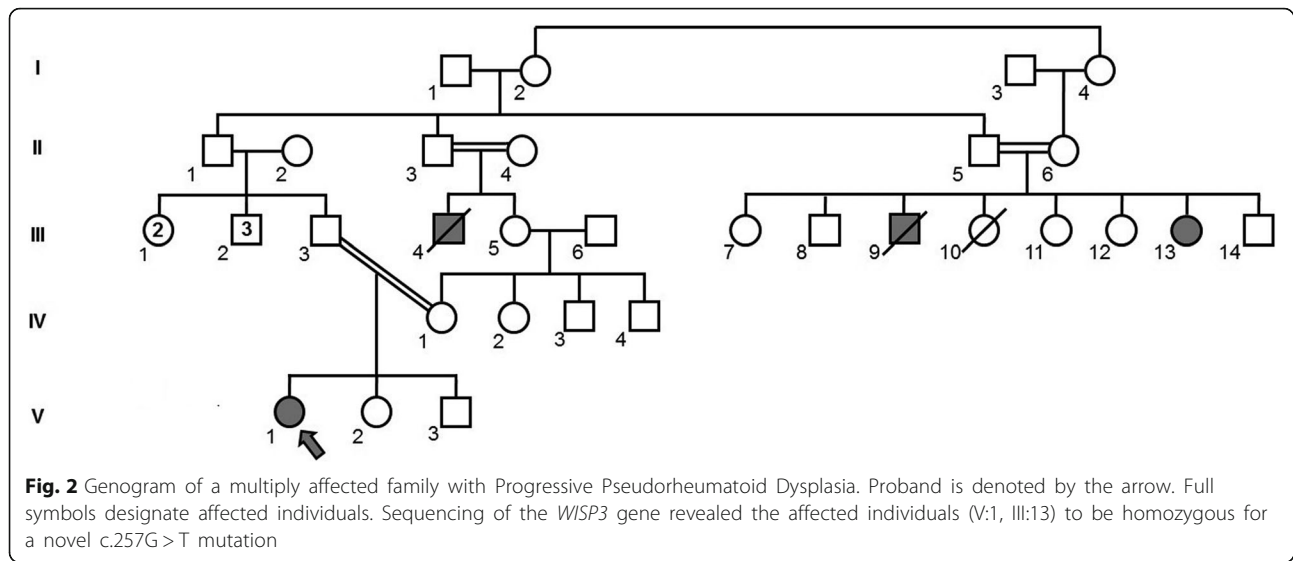 I
1 2 3 4
II
1 2 3 4 5 6
III
2 3
1 2 3 4 5 6 7 8 9 10 11 12 13 14
IV
1 2 3 4
V
1 2 3
Fig. 2 Genogram of a multiply affected family with Progressive Pseudorheumatoid Dysplasia. Proband is denoted by the arrow. Full
symbols designate affected individuals. Sequencing of the WISP3 gene revealed the affected individuals (V:1, III:13) to be homozygous for
a novel c.257G > T mutation